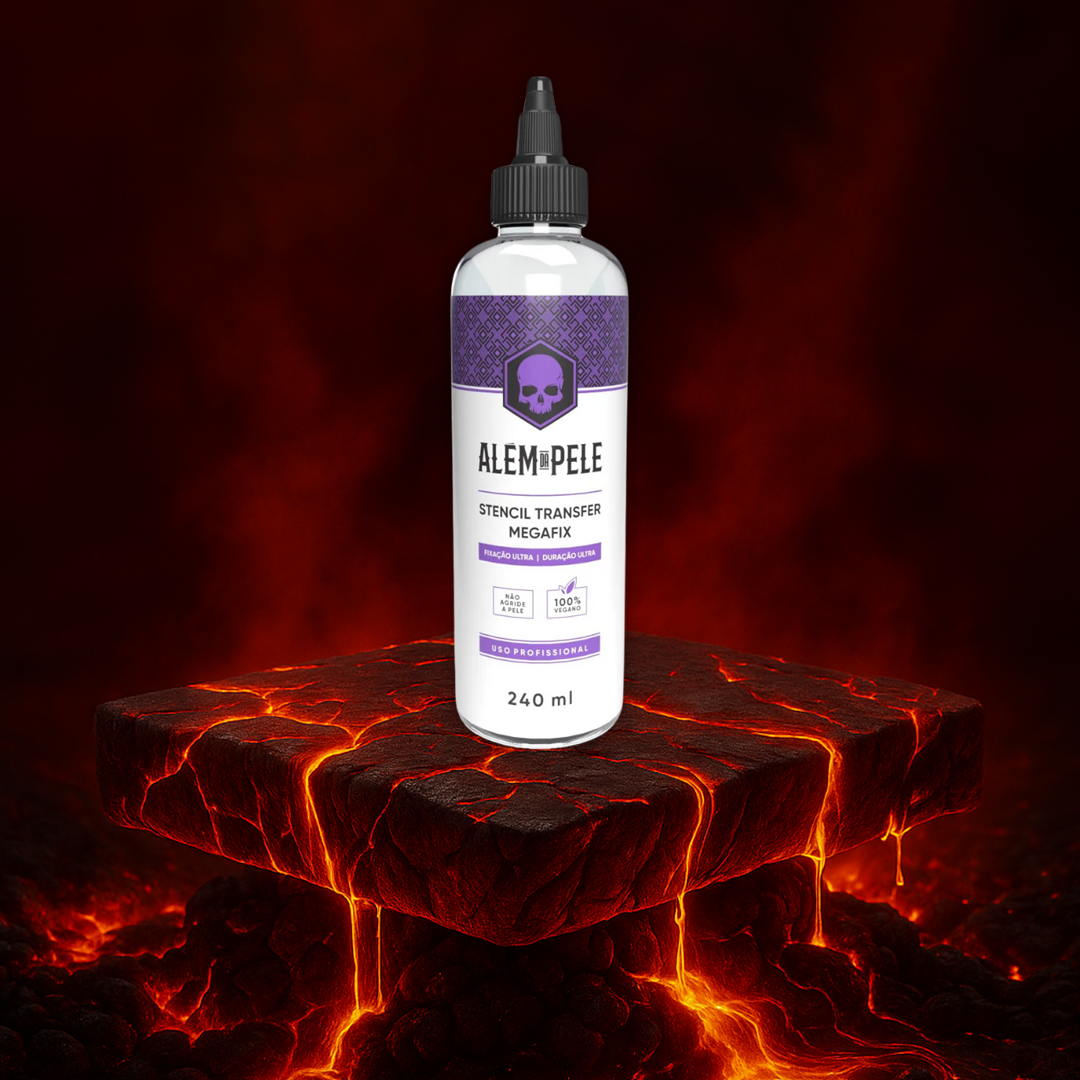 ALÉM DA PELE
STENCIL TRANSFER
MEGAFIX
FIXAÇÃO ULTRA | DURAÇÃO ULTRA
NÃO
AGRIDE
À PELE
100%
VEGANO
USO PROFISSIONAL
240 ml